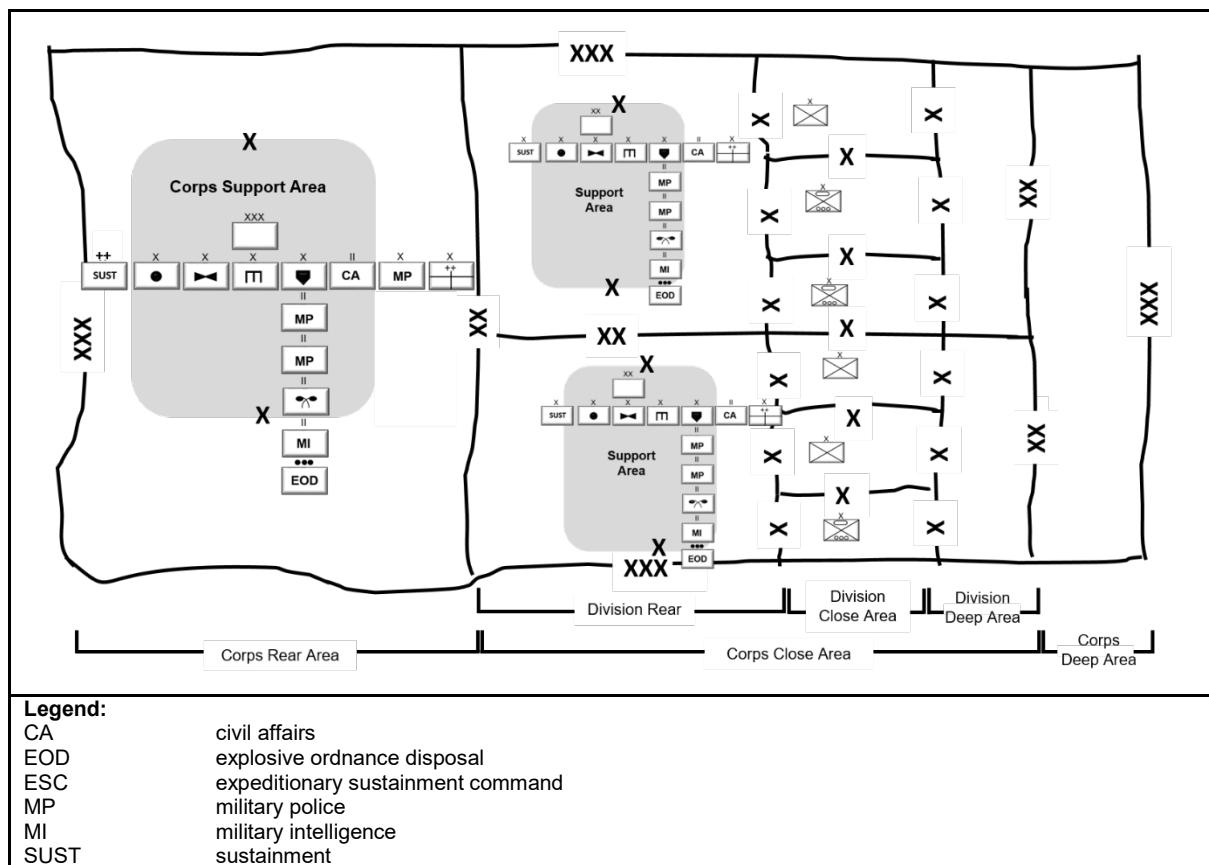 XXX
X
X
X
XX
X
X
X
X
X
X
II
X
X
SUST
CA
Support
Area
II
MP
II
MP
II
II
MI
●●●
EOD
X
X
X
X
X
X
X
X
X
X
X
XX
XX
Corps Support Area
XXX
++
X
X
X
X
II
X
X
SUST
CA
MP
++
II
MP
II
MP
II
II
MI
●●●
EOD
X
X
XXX
XX
XX
X
XX
X
X
X
X
X
II
X
SUST
CA
++
Support
Area
II
MP
II
MP
II
II
MI
●●●
EOD
X
XXX
X
X
X
X
X
X
X
X
X
X
X
XX
XXX
Division Rear
Division
Close Area
Division
Deep Area
Corps Rear Area
Corps Close Area
Corps
Deep Area
Legend:
CA civil affairs
EOD explosive ordnance disposal
ESC expeditionary sustainment command
MP military police
MI military intelligence
SUST sustainment